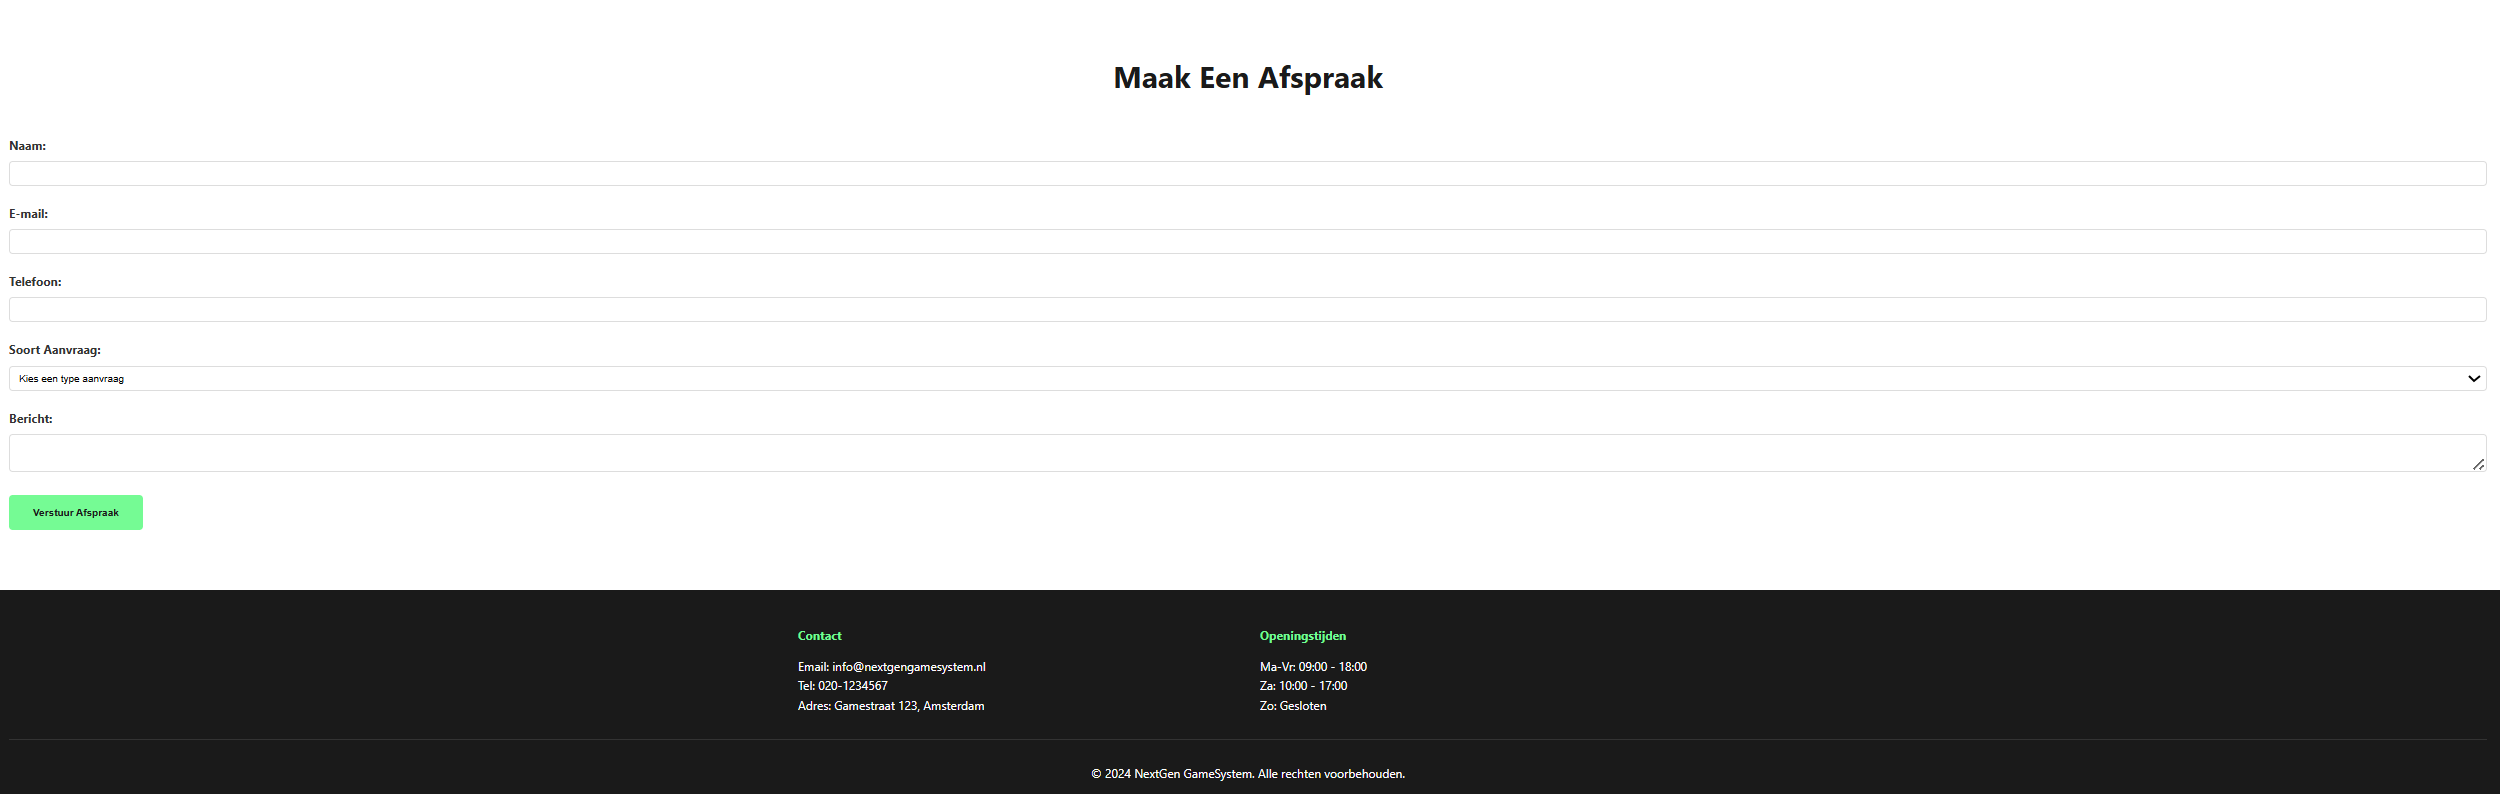 Maak Een Afspraak
Naam:
E-mail:
Telefoon:
Soort Aanvraag:
Kies een type aanvraag
Bericht:
Verstuur Afspraak
Contact
Email: info@nextgengamesystem.nl
Tel: 020-1234567
Adres: Gamestraat 123, Amsterdam
Openingstijden
Ma-Vr: 09:00 - 18:00
Za: 10:00 - 17:00
Zo: Gesloten
© 2024 NextGen GameSystem. Alle rechten voorbehouden.